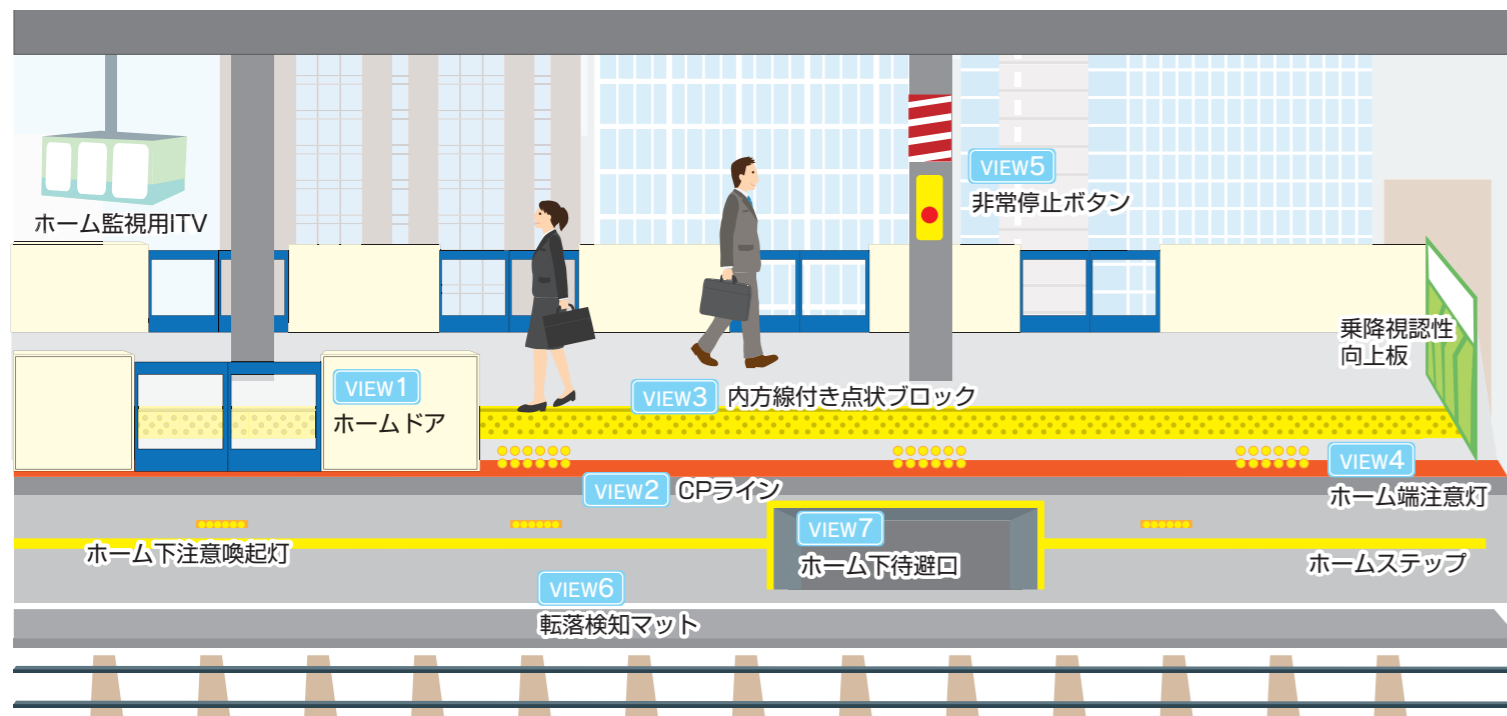 ホーム監視用ITV
VIEW5
非常停止ボタン
乗降視認性
向上板
VIEW1
ホームドア
VIEW3 内方線付き点状ブロック
VIEW4
ホーム端注意灯
VIEW2 CPライン
VIEW7
ホーム下待避口
ホーム下注意喚起灯
ホームステップ
VIEW6
転落検知マット